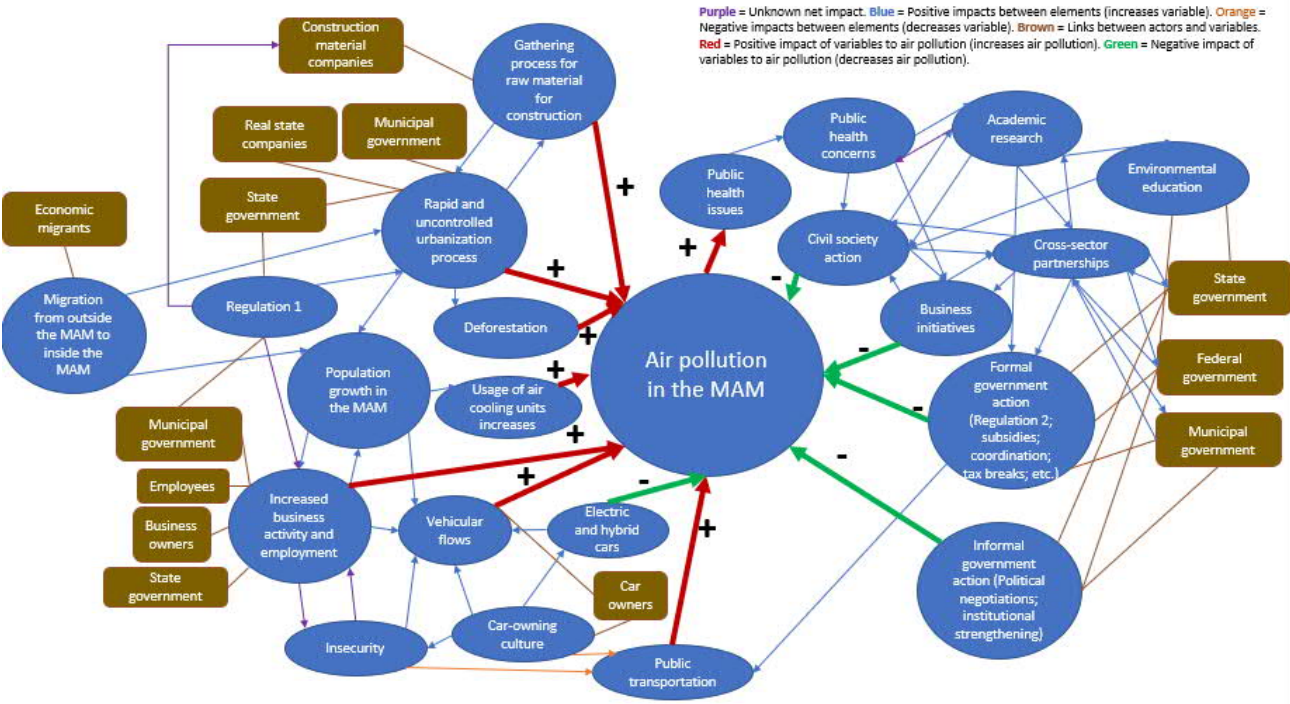 Purple = Unknown net impact. Blue = Positive impacts between elements (increases variable). Orange =
Negative impacts between elements (decreases variable). Brown = Links between actors and variables.
Red = Positive impact of variables to air pollution (increases air pollution). Green = Negative impact of
variables to air pollution (decreases air pollution).
Construction
material
companies
Gathering
process for
raw material
for
construction
Real state
companies
Municipal
government
State
government
Economic
migrants
Rapid and
uncontrolled
urbanization
process
Migration
from outside
the MAM to
inside the
MAM
Regulation 1
Deforestation
Population
growth in
the MAM
Usage of air
cooling units
increases
Municipal
government
Employees
Business
owners
State
government
Increased
business
activity and
employment
Vehicular
flows
Electric
and hybrid
cars
Car
owners
Insecurity
Car-owning
culture
Public
transportation
Air pollution
in the MAM
Public
health
issues
Public
health
concerns
Academic
research
Environmental
education
Civil society
action
Cross-sector
partnerships
Business
initiatives
State
government
Federal
government
Municipal
government
Formal
government
action
(Regulation 2;
subsidies;
coordination;
tax breaks; etc.)
Informal
government
action (Political
negotiations;
institutional
strengthening)
+
+
+
+
+
+
+
+
-
-
-
-
-